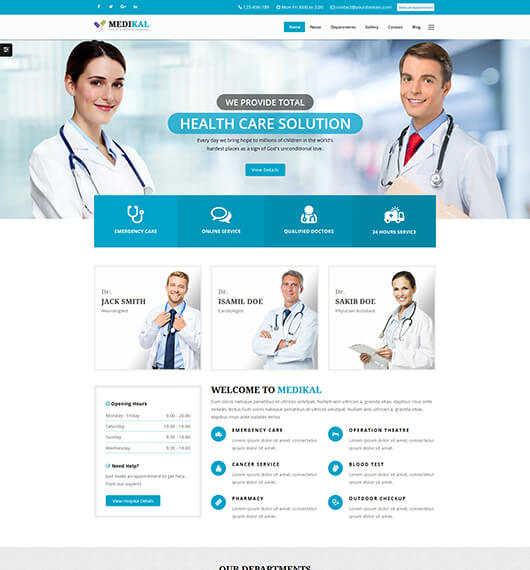 123-456-789 Mon Fri 8:00 to 2:00 contact@yourdomain.com
MEDIKAL
Home About Departments Gallery Contact Blog
WE PROVIDE TOTAL
HEALTH CARE SOLUTION
Every day we bring hope to millions of children in the world's
hardest places as a sign of God's unconditional love.
View Details
EMERGENCY CARE ONLINE SERVICE QUALIFIED DOCTORS 24 HOURS SERVICE
Dr.
JACK SMITH
Neurologist
Dr.
ISAMIL DOE
Cardiologist
Dr.
SAKIB DOE
Physician Assistant
Opening Hours
Monday - Friday 9.00 - 20.00
Saturday 9.00 - 16.00
Sunday 9.30 - 18.00
Wednesday 9.30 - 18.00
Need Help?
Just make an appointment to get help
from our experts
View Hospital Details
WELCOME TO MEDIKAL
Cum sociis natoque penatibus et ultrices volutpat. Nullam wisi ultricies a, gravida vitae, dapibus risus ante
sodales lectus.Cum sociis natoque penatibus et ultrices volutpat. Nullam wisi ultricies a, gravida vitae,
dapibus risus ante sodales lectus
EMERGENCY CARE
Lorem ipsum dolor sit amet, consectetur
ipsum dolor sit amet.
OPERATION THEATRE
Lorem ipsum dolor sit amet, consectetur
ipsum dolor sit amet.
CANCER SERVICE
Lorem ipsum dolor sit amet, consectetur
ipsum dolor sit amet.
BLOOD TEST
Lorem ipsum dolor sit amet, consectetur
ipsum dolor sit amet.
PHARMACY
Lorem ipsum dolor sit amet, consectetur
ipsum dolor sit amet.
OUTDOOR CHECKUP
Lorem ipsum dolor sit amet, consectetur
ipsum dolor sit amet.
OUR DEPARTMENTS